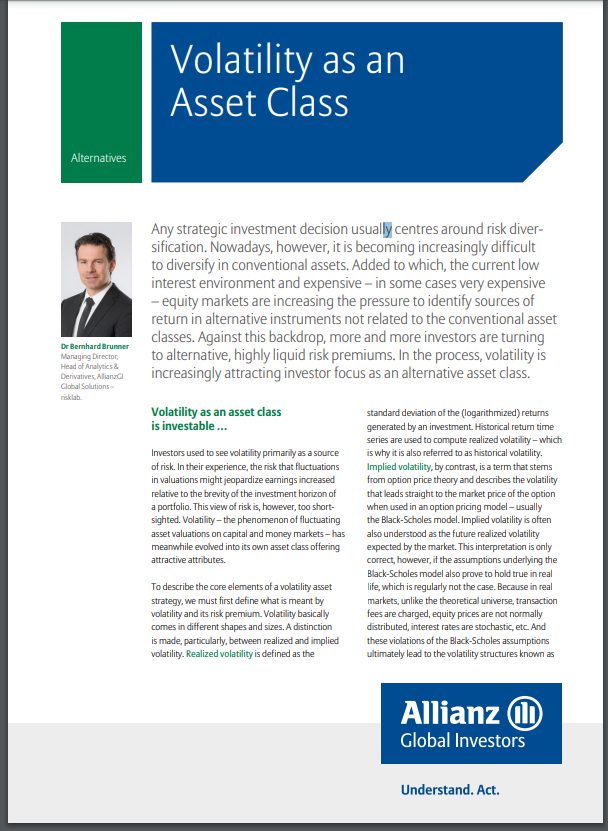 Volatility as an
Asset Class
Alternatives
Any strategic investment decision usually centres around risk diver-
sification. Nowadays, however, it is becoming increasingly difficult
to diversify in conventional assets. Added to which, the current low
interest environment and expensive – in some cases very expensive
– equity markets are increasing the pressure to identify sources of
return in alternative instruments not related to the conventional asset
classes. Against this backdrop, more and more investors are turning
to alternative, highly liquid risk premiums. In the process, volatility is
increasingly attracting investor focus as an alternative asset class.
Dr Bernhard Brunner
Managing Director,
Head of Analytics &
Derivatives, AllianzGI
Global Solutions –
risklab.
Volatility as an asset class
is investable ...
Investors used to see volatility primarily as a source
of risk. In their experience, the risk that fluctuations
in valuations might jeopardize earnings increased
relative to the brevity of the investment horizon of
a portfolio. This view of risk is, however, too short-
sighted. Volatility – the phenomenon of fluctuating
asset valuations on capital and money markets – has
meanwhile evolved into its own asset class offering
attractive attributes.
To describe the core elements of a volatility asset
strategy, we must first define what is meant by
volatility and its risk premium. Volatility basically
comes in different shapes and sizes. A distinction
is made, particularly, between realized and implied
volatility. Realized volatility is defined as the
standard deviation of the (logarithmized) returns
generated by an investment. Historical return time
series are used to compute realized volatility – which
is why it is also referred to as historical volatility.
Implied volatility, by contrast, is a term that stems
from option price theory and describes the volatility
that leads straight to the market price of the option
when used in an option pricing model – usually
the Black-Scholes model. Implied volatility is often
also understood as the future realized volatility
expected by the market. This interpretation is only
correct, however, if the assumptions underlying the
Black-Scholes model also prove to hold true in real
life, which is regularly not the case. Because in real
markets, unlike the theoretical universe, transaction
fees are charged, equity prices are not normally
distributed, interest rates are stochastic, etc. And
these violations of the Black-Scholes assumptions
ultimately lead to the volatility structures known as
Allianz
Global Investors
Understand. Act.